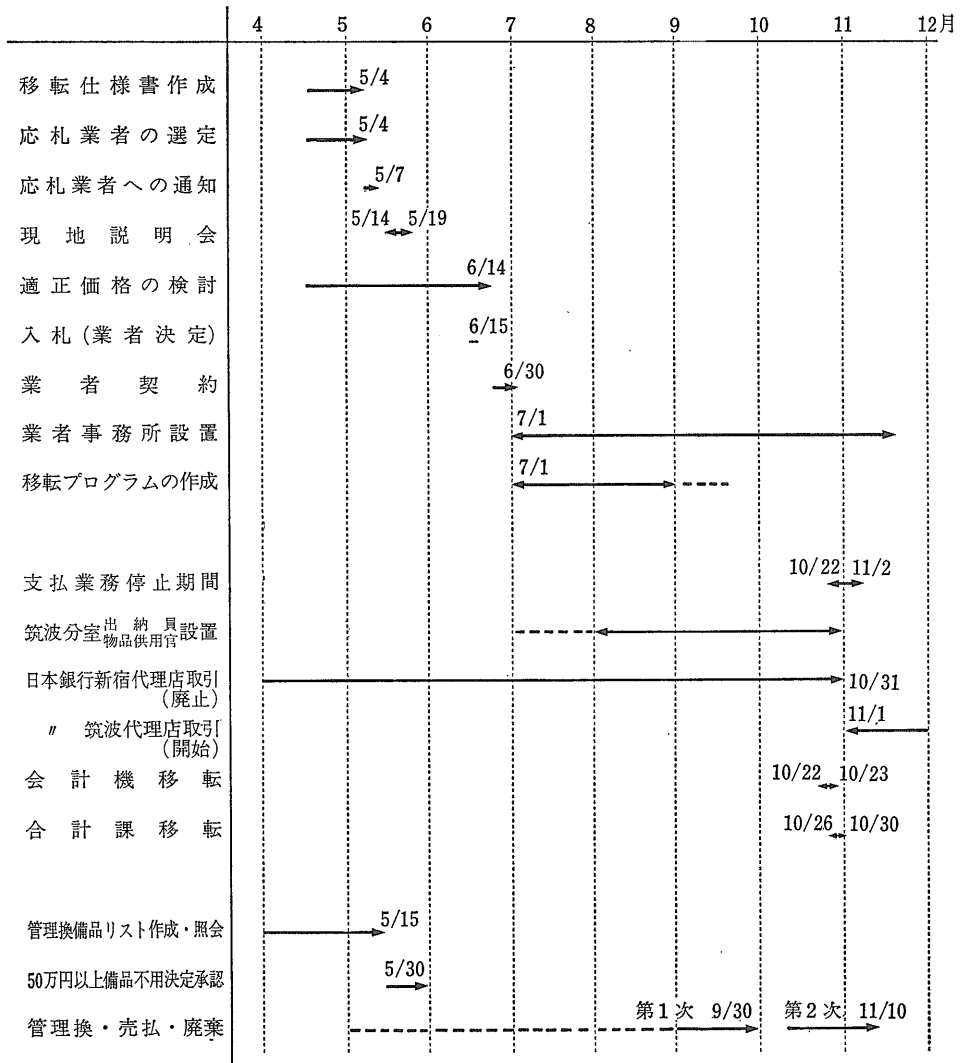 4 5 6 7 8 9 10 11 12月
移転仕様書作成 5/4
応札業者の選定 5/4
応札業者への通知 5/7
現地説明会 5/14 5/19
適正価格の検討 6/14
入札(業者決定) 6/15
業者契約 6/30
業者事務所設置 7/1
移転プログラムの作成 7/1
支払業務停止期間 10/22 11/2
筑波分室出納員物品供用官設置
日本銀行新宿代理店取引 10/31
(廃止)
〃 筑波代理店取引 11/1
(開始)
会計機移転 10/22 10/23
合計課移転 10/26 10/30
管理換備品リスト作成・照会 5/15
50万円以上備品不用決定承認 5/30
管理換・売払・廃棄 第1次 9/30 第2次 11/10